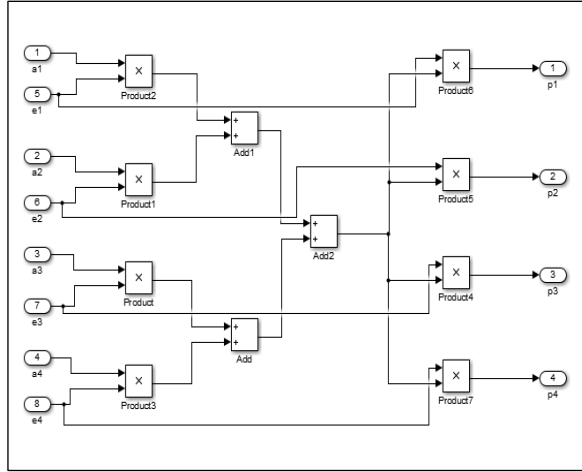 1
a1
5
e1
×
Product2
2
a2
6
e2
×
Product1
+
+
Add1
3
a3
7
e3
×
Product
4
a4
8
e4
×
Product3
+
+
Add
+
+
Add2
×
Product6
1
p1
×
Product5
2
p2
×
Product4
3
p3
×
Product7
4
p4